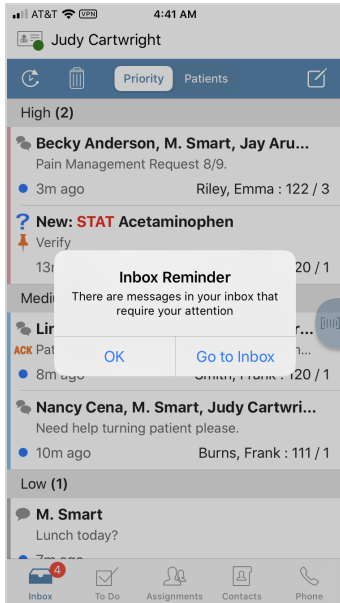 AT&T VPN 4:41 AM
Judy Cartwright
Priority Patients
High (2)
Becky Anderson, M. Smart, Jay Aru...
Pain Management Request 8/9.
3m ago Riley, Emma : 122 / 3
? New: STAT Acetaminophen
Verify
20 / 1
Inbox Reminder
There are messages in your inbox that
require your attention
OK Go to Inbox
ACK
8m ago Smith, Frank : 120 / 1
Nancy Cena, M. Smart, Judy Cartwri...
Need help turning patient please.
10m ago Burns, Frank : 111 / 1
Low (1)
M. Smart
Lunch today?
7m ago
4
Inbox To Do Assignments Contacts Phone